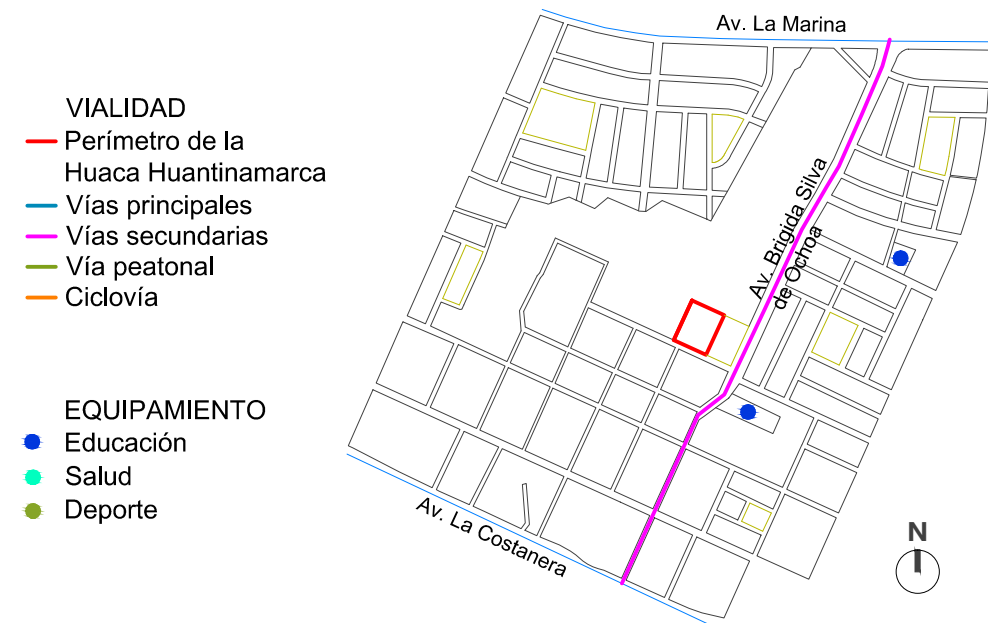 VIALIDAD
Perímetro de la
Huaca Huantinamarca
Vías principales
Vías secundarias
Vía peatonal
Ciclovía
EQUIPAMIENTO
Educación
Salud
Deporte
Av. La Marina
Av. Brigida Silva
de Ochoa
Av. La Costanera
N